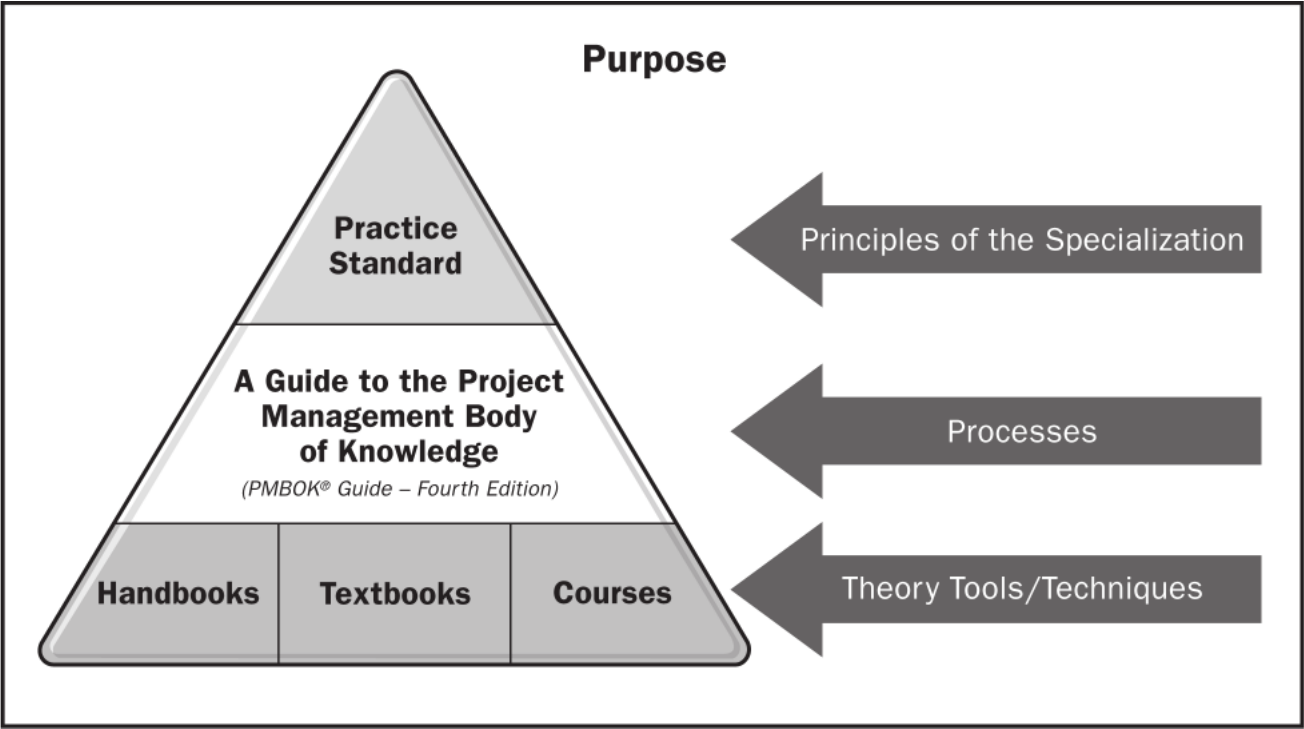 Purpose
Practice
Standard
Principles of the Specialization
A Guide to the Project
Management Body
of Knowledge
(PMBOK® Guide – Fourth Edition)
Processes
Handbooks
Textbooks
Courses
Theory Tools/Techniques